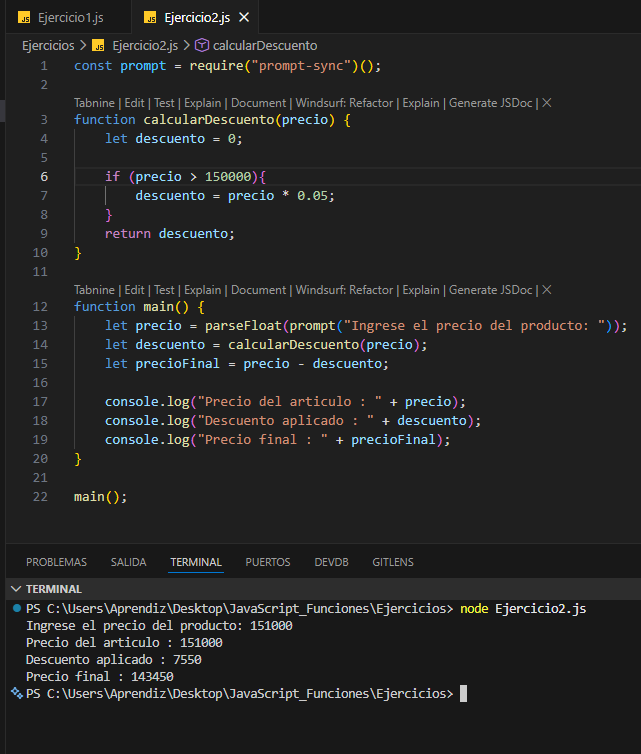 JS Ejercicio1.js
JS Ejercicio2.js ×
Ejercicios > JS Ejercicio2.js > calcularDescuento
1 const prompt = require("prompt-sync")();
2
Tabnine | Edit | Test | Explain | Document | Windsurf: Refactor | Explain | Generate JSDoc | ×
3 function calcularDescuento(precio) {
4     let descuento = 0;
5
6     if (precio > 150000){
7         descuento = precio * 0.05;
8     }
9     return descuento;
10 }
11
Tabnine | Edit | Test | Explain | Document | Windsurf: Refactor | Explain | Generate JSDoc | ×
12 function main() {
13     let precio = parseFloat(prompt("Ingrese el precio del producto: "));
14     let descuento = calcularDescuento(precio);
15     let precioFinal = precio - descuento;
16
17     console.log("Precio del articulo : " + precio);
18     console.log("Descuento aplicado : " + descuento);
19     console.log("Precio final : " + precioFinal);
20 }
21
22 main();
PROBLEMAS SALIDA TERMINAL PUERTOS DEVDB GITLENS
TERMINAL
PS C:\Users\Aprendiz\Desktop\JavaScript_Funciones\Ejercicios> node Ejercicio2.js
Ingrese el precio del producto: 151000
Precio del articulo : 151000
Descuento aplicado : 7550
Precio final : 143450
PS C:\Users\Aprendiz\Desktop\JavaScript_Funciones\Ejercicios>